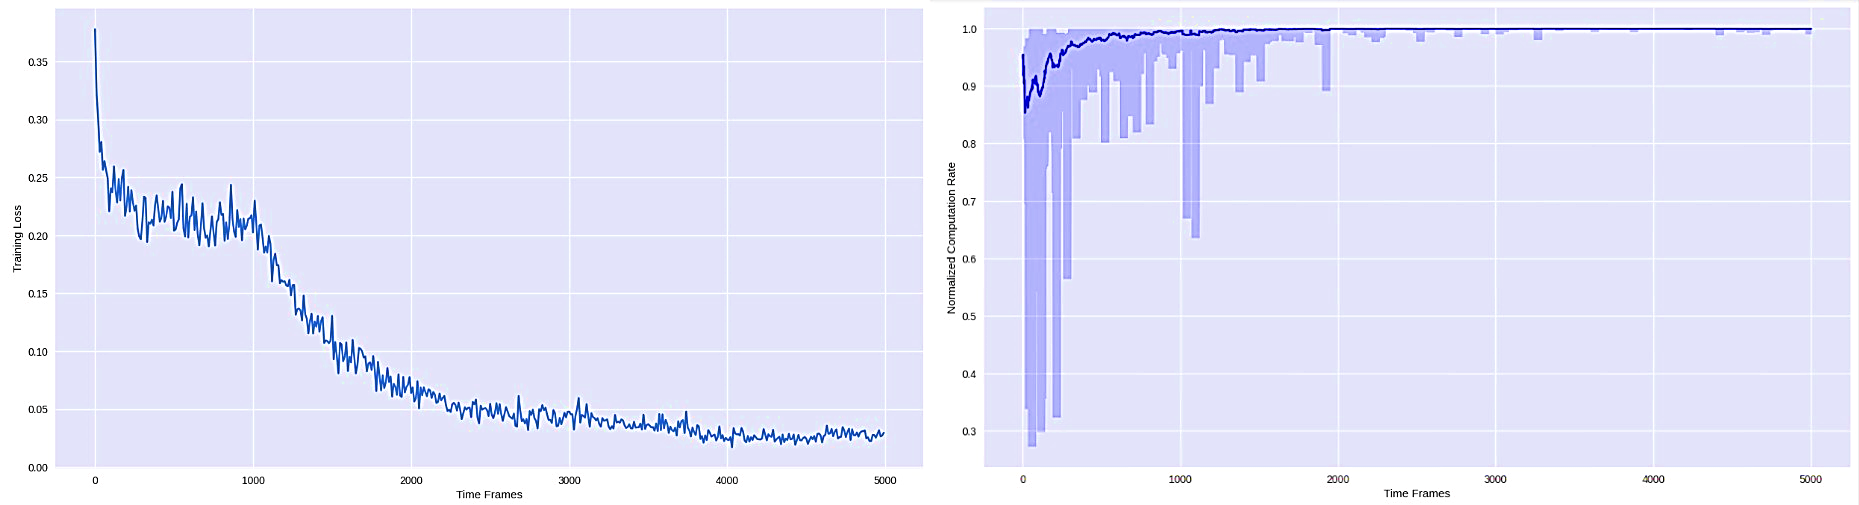 0.35
0.30
0.25
0.20
0.15
0.10
0.05
0.00
Training Loss
0 1000 2000 3000 4000 5000
Time Frames
1.0
0.9
0.8
0.7
0.6
0.5
0.4
0.3
Normalized Computation Rate
0 1000 2000 3000 4000 5000
Time Frames